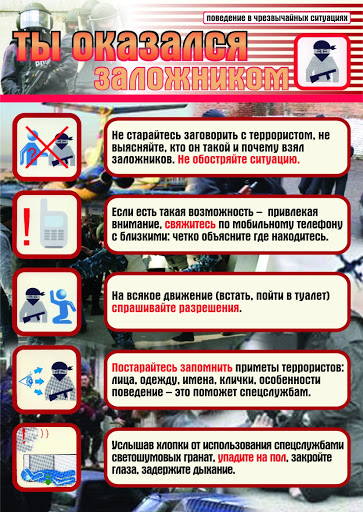 поведение в чрезвычайных ситуациях
ТЫ ОКАЗАЛСЯ
ЗАЛОЖНИКОМ
Не старайтесь заговорить с террористом, не
выясняйте, кто он такой и почему взял
заложников. Не обостряйте ситуацию.
Если есть такая возможность – привлекая
внимание, свяжитесь по мобильному телефону
с близкими: четко объясните где находитесь.
На всякое движение (встать, пойти в туалет)
спрашивайте разрешения.
Постарайтесь запомнить приметы террористов:
лица, одежду, имена, клички, особенности
поведение – это поможет спецслужбам.
Услышав хлопки от использования спецслужбами
светошумовых гранат, упадите на пол, закройте
глаза, задержите дыхание.